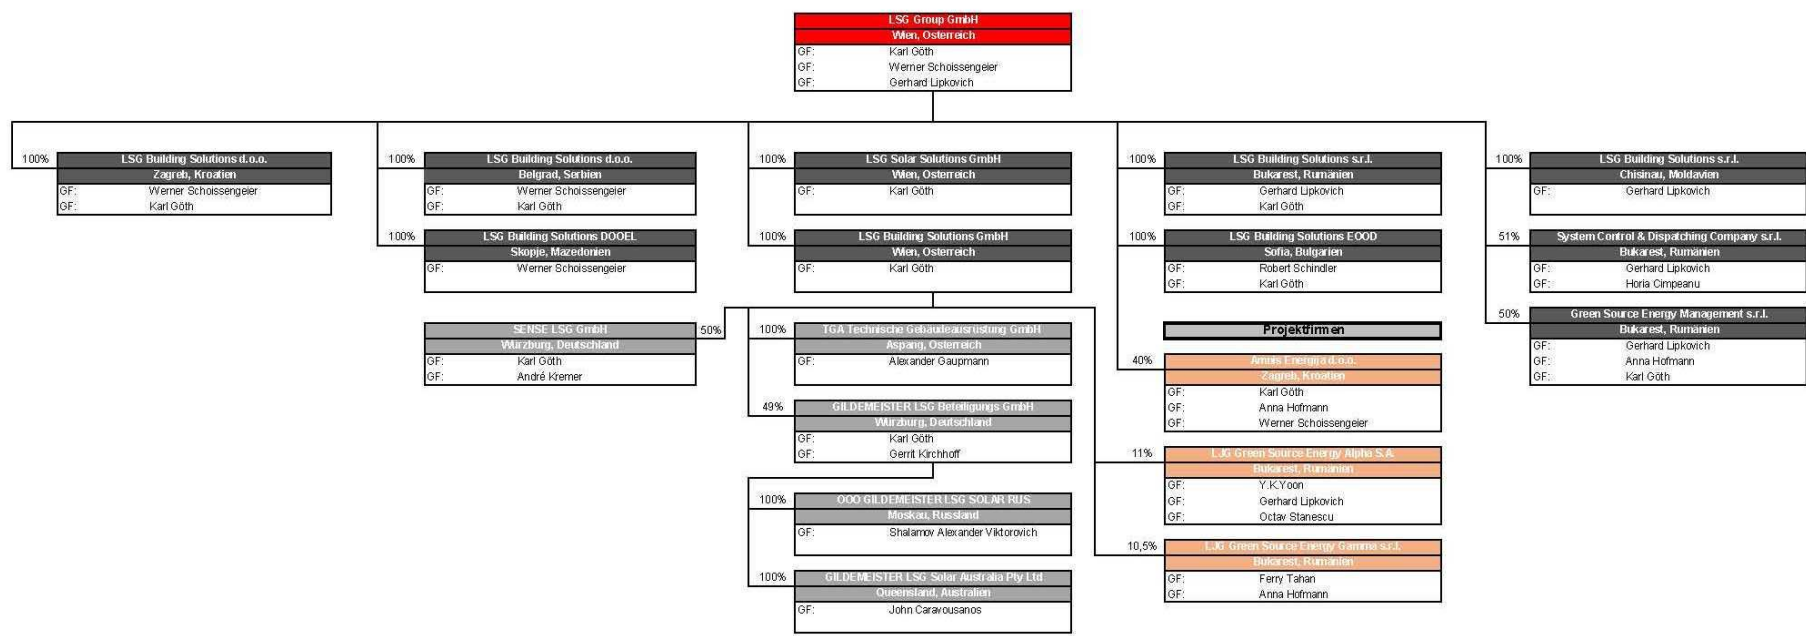 LSG Group GmbH
Wien, Österreich
GF: Karl Göth
GF: Werner Schoissengeier
GF: Gerhard Lipkovich
100%
LSG Building Solutions d.o.o.
Zagreb, Kroatien
GF: Werner Schoissengeier
GF: Karl Göth
100%
LSG Building Solutions d.o.o.
Belgrad, Serbien
GF: Werner Schoissengeier
GF: Karl Göth
100%
LSG Solar Solutions GmbH
Wien, Österreich
GF: Karl Göth
100%
LSG Building Solutions s.r.l.
Bukarest, Rumänien
GF: Gerhard Lipkovich
GF: Karl Göth
100%
LSG Building Solutions s.r.l.
Chisinau, Moldavien
GF: Gerhard Lipkovich
100%
LSG Building Solutions DOOEL
Skopje, Mazedonien
GF: Werner Schoissengeier
100%
LSG Building Solutions GmbH
Wien, Österreich
GF: Karl Göth
100%
LSG Building Solutions EOOD
Sofia, Bulgarien
GF: Robert Schindler
GF: Karl Göth
51%
System Control & Dispatching Company s.r.l.
Bukarest, Rumänien
GF: Gerhard Lipkovich
GF: Horia Cimpeanu
SENSE LSG GmbH
50%
Würzburg, Deutschland
GF: Karl Göth
GF: André Kremer
100%
TGA Technische Gebäudeausrüstung GmbH
Aspang, Österreich
GF: Alexander Gaupmann
Projektfirmen
50%
Green Source Energy Management s.r.l.
Bukarest, Rumänien
GF: Gerhard Lipkovich
GF: Anna Hofmann
GF: Karl Göth
40%
Amnis Energija d.o.o.
Zagreb, Kroatien
GF: Karl Göth
GF: Anna Hofmann
GF: Werner Schoissengeier
49%
GILDEMEISTER LSG Beteiligungs GmbH
Würzburg, Deutschland
GF: Karl Göth
GF: Gerrit Kirchhoff
11%
LJG Green Source Energy Alpha S.A.
Bukarest, Rumänien
GF: Y.K.Yoon
GF: Gerhard Lipkovich
GF: Octav Stanescu
100%
OOO GILDEMEISTER LSG SOLAR RUS
Moskau, Russland
GF: Shalamov Alexander Viktorovich
10,5%
LJG Green Source Energy Gamma s.r.l.
Bukarest, Rumänien
GF: Ferry Tahan
GF: Anna Hofmann
100%
GILDEMEISTER LSG Solar Australia Pty Ltd
Queensland, Australien
GF: John Caravousanos